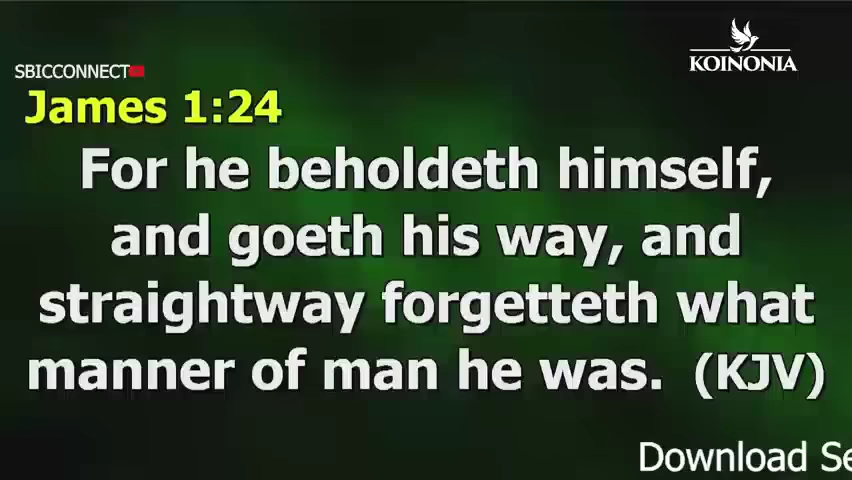 KOINONIA
SBICCONNECT
James 1:24
For he beholdeth himself,
and goeth his way, and
straightway forgetteth what
manner of man he was. (KJV)
Download